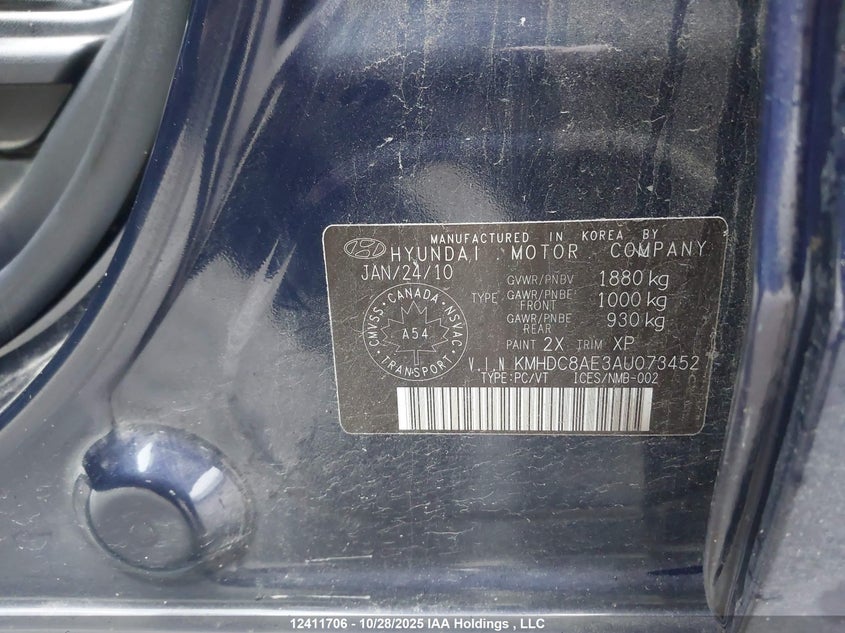 MANUFACTURED IN KOREA BY
HYUNDAI MOTOR COMPANY
JAN/24/10
GVWR/PNBV 1880 kg
TYPE GAWR/PNBE FRONT 1000 kg
GAWR/PNBE REAR 930 kg
PAINT 2X TRIM XP
CANADA
CMVSS NSVAC
A54
TRANSPORT
V.I.N KMHDC8AE3AU073452
TYPE:PC/VT ICES/NMB-002
12411706 - 10/28/2025 IAA Holdings , LLC